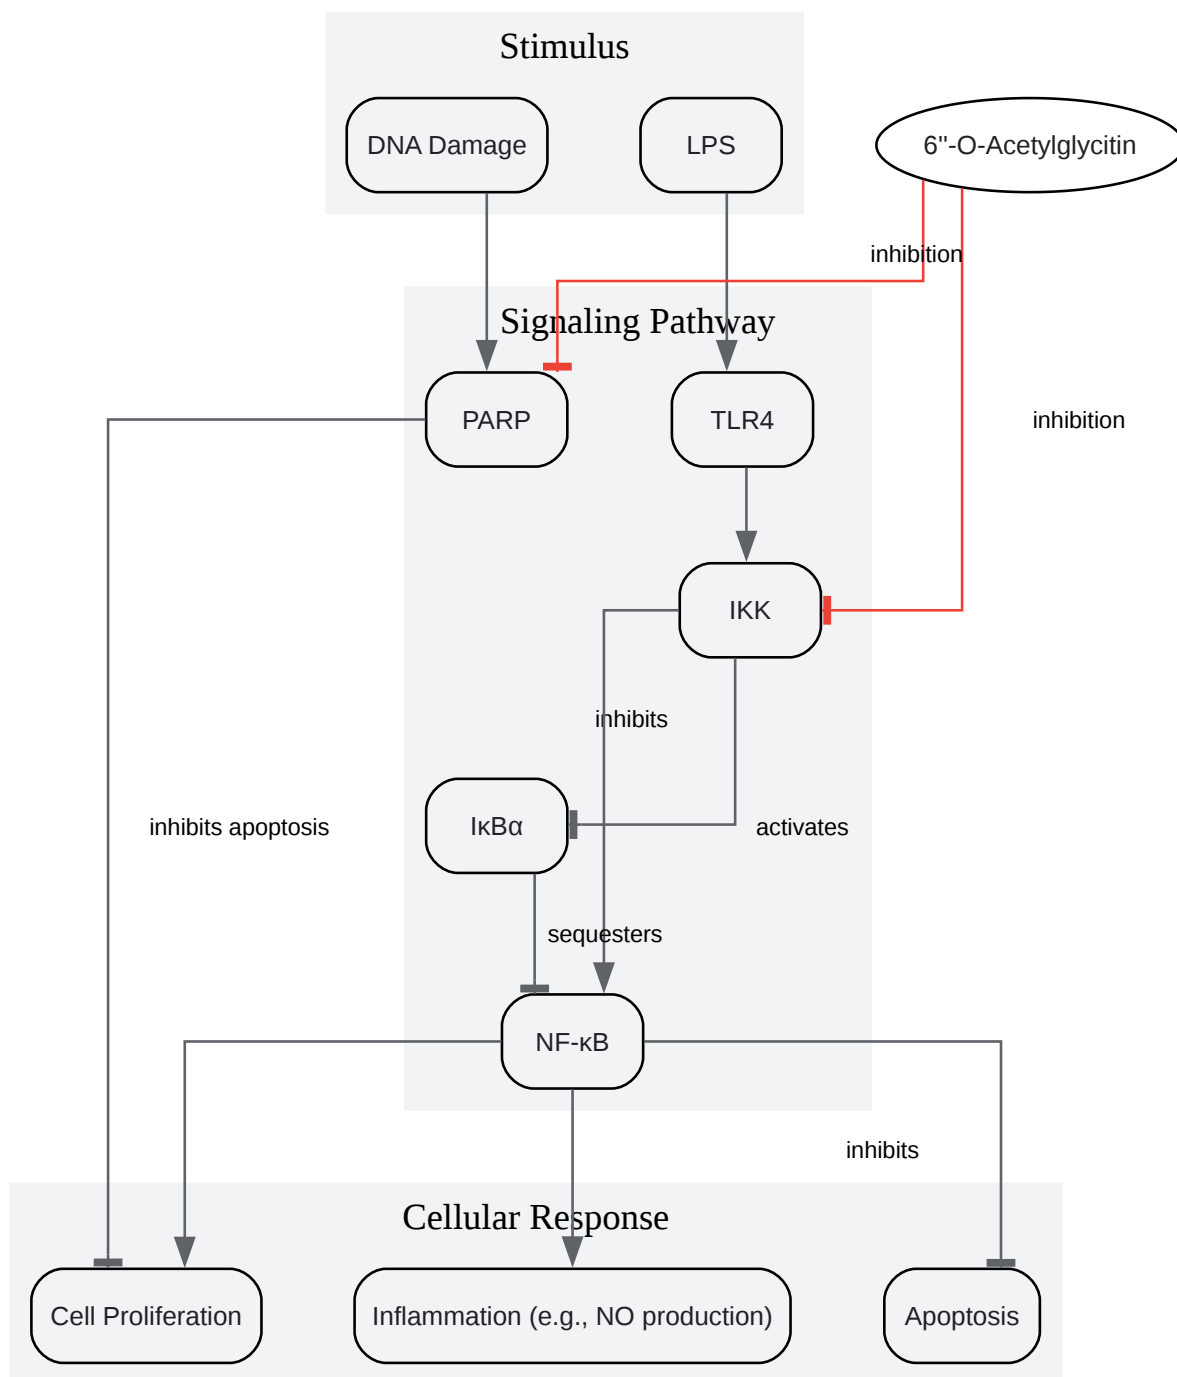 Stimulus
DNA Damage
LPS
6"-O-Acetylglycitin
inhibition
Signaling Pathway
PARP
TLR4
inhibition
IKK
inhibits
IκBα
inhibits apoptosis
activates
sequesters
NF-κB
inhibits
Cellular Response
Cell Proliferation
Inflammation (e.g., NO production)
Apoptosis